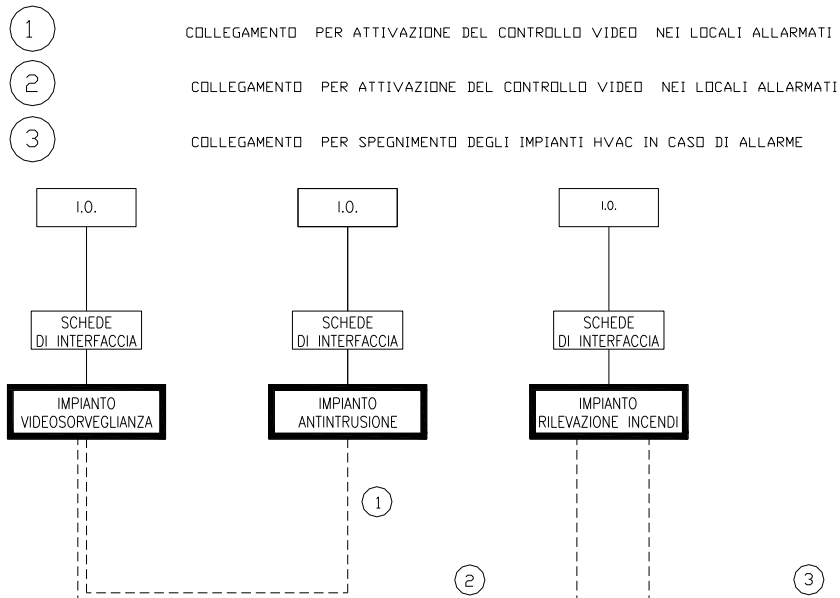 1 COLLEGAMENTO PER ATTIVAZIONE DEL CONTROLLO VIDEO NEI LOCALI ALLARMATI
2 COLLEGAMENTO PER ATTIVAZIONE DEL CONTROLLO VIDEO NEI LOCALI ALLARMATI
3 COLLEGAMENTO PER SPEGNIMENTO DEGLI IMPIANTI HVAC IN CASO DI ALLARME
I.O.
I.O.
I.O.
SCHEDE
DI INTERFACCIA
SCHEDE
DI INTERFACCIA
SCHEDE
DI INTERFACCIA
IMPIANTO
VIDEOSORVEGLIANZA
IMPIANTO
ANTINTRUSIONE
IMPIANTO
RILEVAZIONE INCENDI
1
2
3